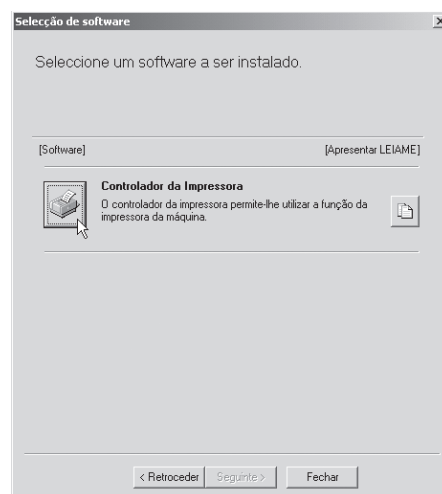 Selecção de software
Seleccione um software a ser instalado.
[Software] [Apresentar LEIAME]
Controlador da Impressora
O controlador da impressora permite-lhe utilizar a função da
impressora da máquina.
< Retroceder Seguinte > Fechar